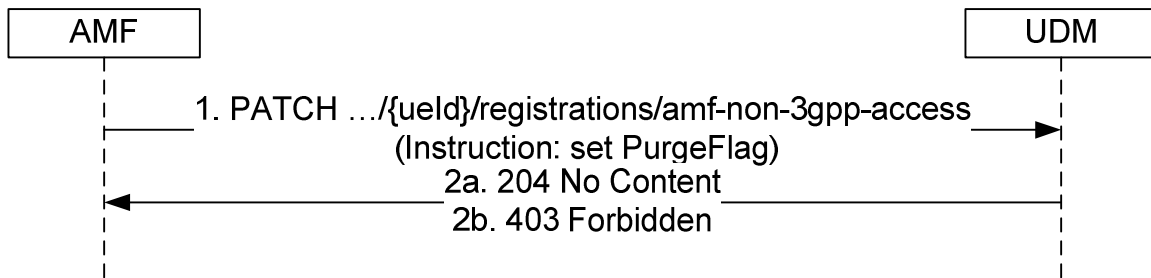 AMF
UDM
1. PATCH …/{ueId}/registrations/amf-non-3gpp-access
(Instruction: set PurgeFlag)
2a. 204 No Content
2b. 403 Forbidden